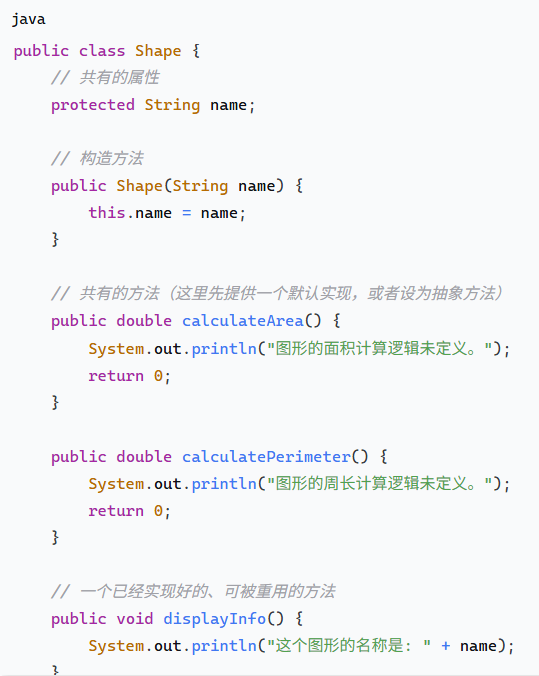 java
public class Shape {
    // 共有的属性
    protected String name;

    // 构造方法
    public Shape(String name) {
        this.name = name;
    }

    // 共有的方法（这里先提供一个默认实现，或者设为抽象方法）
    public double calculateArea() {
        System.out.println("图形的面积计算逻辑未定义。");
        return 0;
    }

    public double calculatePerimeter() {
        System.out.println("图形的周长计算逻辑未定义。");
        return 0;
    }

    // 一个已经实现好的、可被重用的方法
    public void displayInfo() {
        System.out.println("这个图形的名称是: " + name);
    }